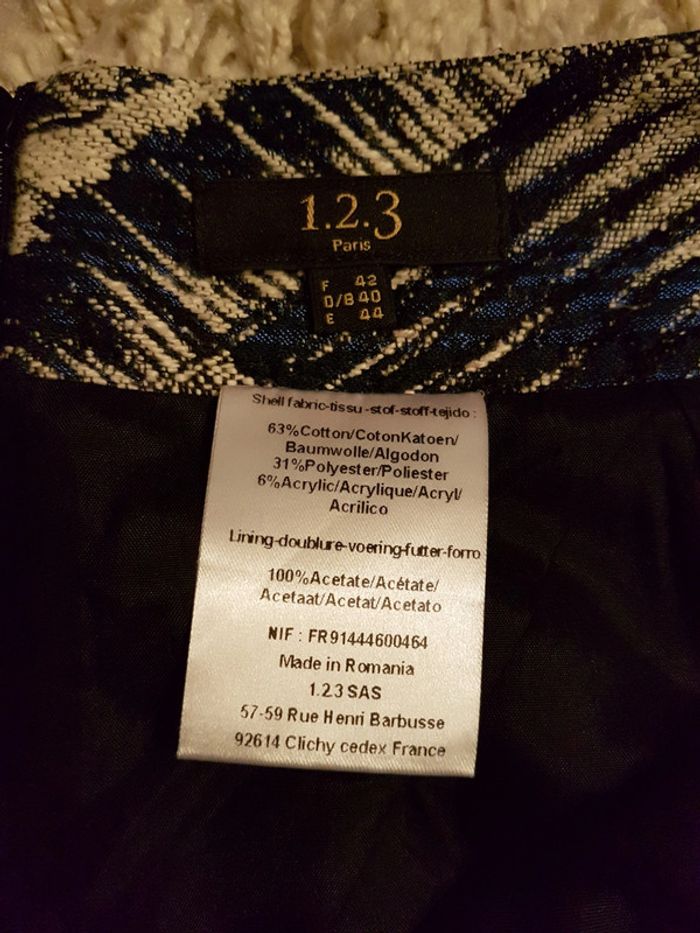 1.2.3
Paris
F 42
D/B 40
E 44
Shell fabric-tissu-stof-stoff-tejido :
63%Cotton/CotonKatoen/
Baumwolle/Algodon
31%Polyester/Poliester
6%Acrylic/Acrylique/Acryl/
Acrilico
Lining-doublure-voering-futter-forro
100%Acetate/Acétate/
Acetaat/Acetat/Acetato
NIF : FR91444600464
Made in Romania
1.2.3 SAS
57-59 Rue Henri Barbusse
92614 Clichy cedex France